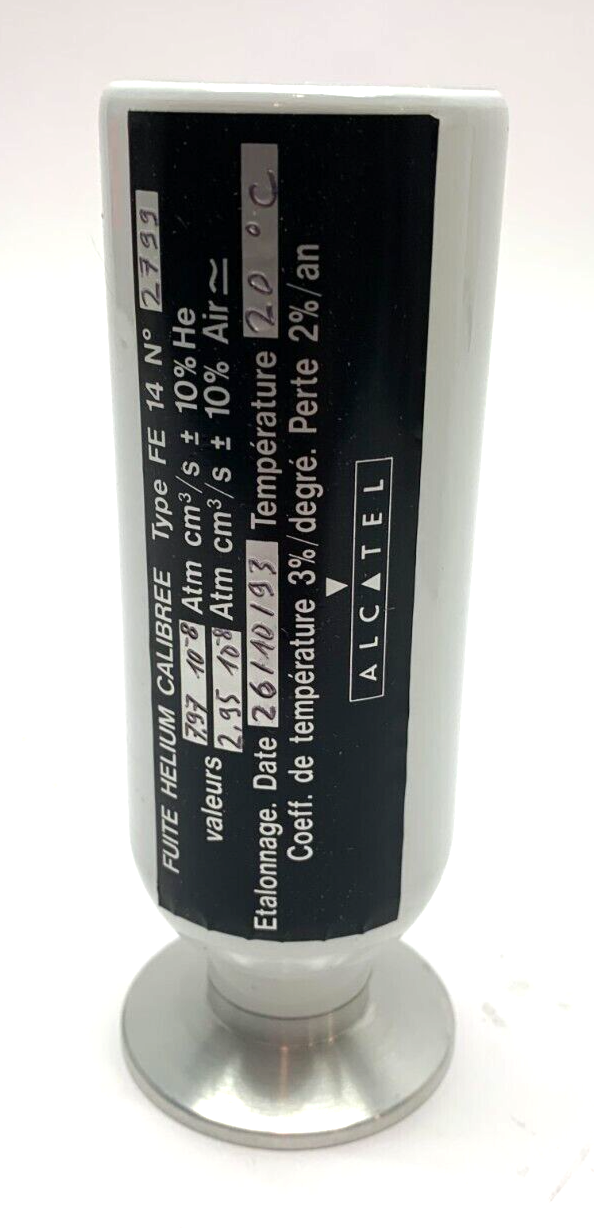 FUITE HELIUM CALIBREE Type FE 14 N° 2799
7,97 10-8 Atm cm³/s ± 10% He
valeurs 2,95 10-8 Atm cm³/s ± 10% Air ≃
Etalonnage. Date 26/10/93 Température 20 °C
Coeff. de température 3%/degré. Perte 2%/an
ALCATEL